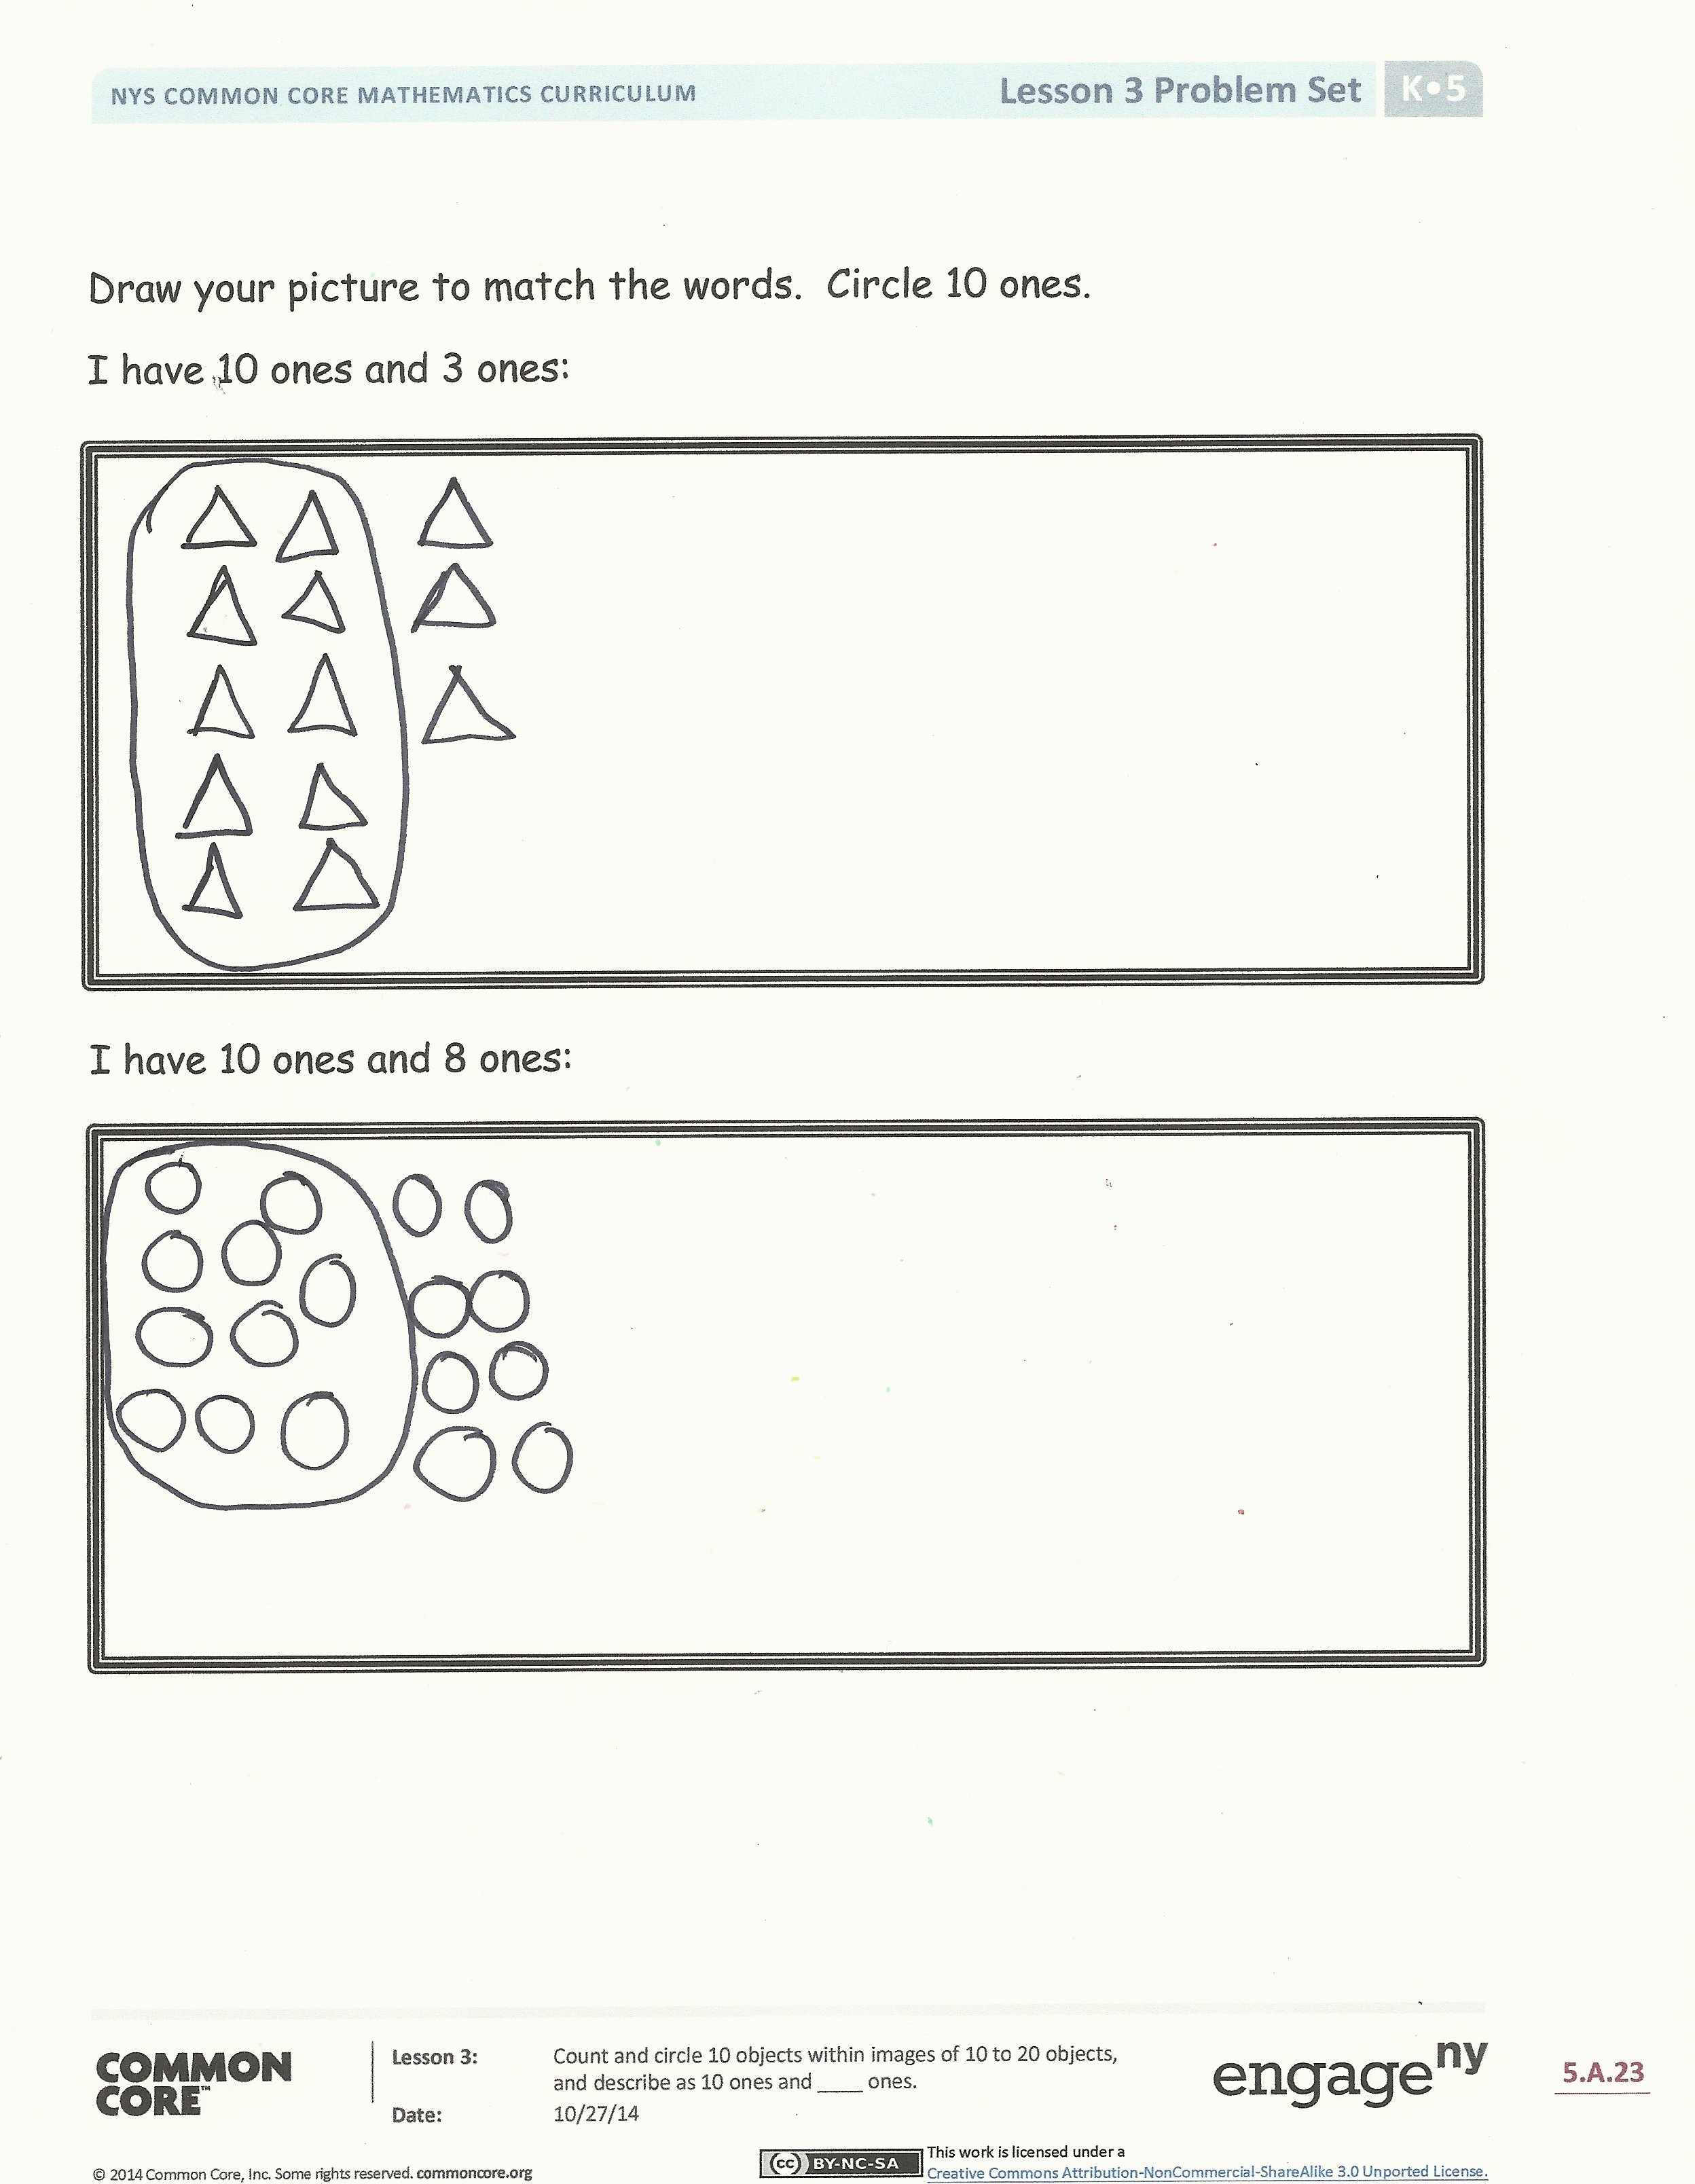 NYS COMMON CORE MATHEMATICS CURRICULUM
Lesson 3 Problem Set
K•5
Draw your picture to match the words. Circle 10 ones.
I have 10 ones and 3 ones:
I have 10 ones and 8 ones:
COMMON
CORE™
Lesson 3:
Count and circle 10 objects within images of 10 to 20 objects,
and describe as 10 ones and ____ ones.
Date:
10/27/14
engageny
5.A.23
© 2014 Common Core, Inc. Some rights reserved. commoncore.org
cc BY-NC-SA
This work is licensed under a
Creative Commons Attribution-NonCommercial-ShareAlike 3.0 Unported License.